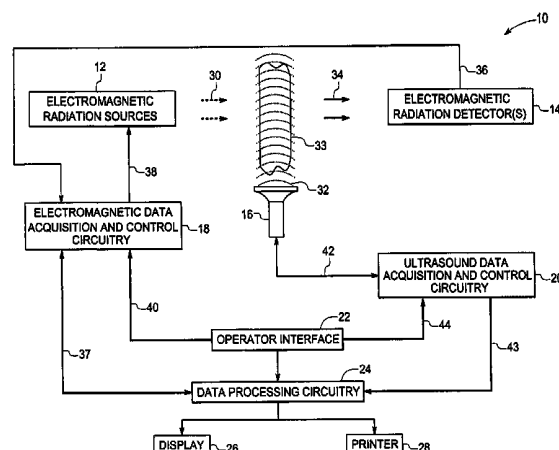 10
12
30
34
36
ELECTROMAGNETIC
RADIATION SOURCES
ELECTROMAGNETIC
RADIATION DETECTOR(S)
14
33
38
32
16
ELECTROMAGNETIC DATA
ACQUISITION AND CONTROL
CIRCUITRY
18
42
ULTRASOUND DATA
ACQUISITION AND CONTROL
CIRCUITRY
20
40
22
44
43
OPERATOR INTERFACE
37
24
DATA PROCESSING CIRCUITRY
DISPLAY
26
PRINTER
28